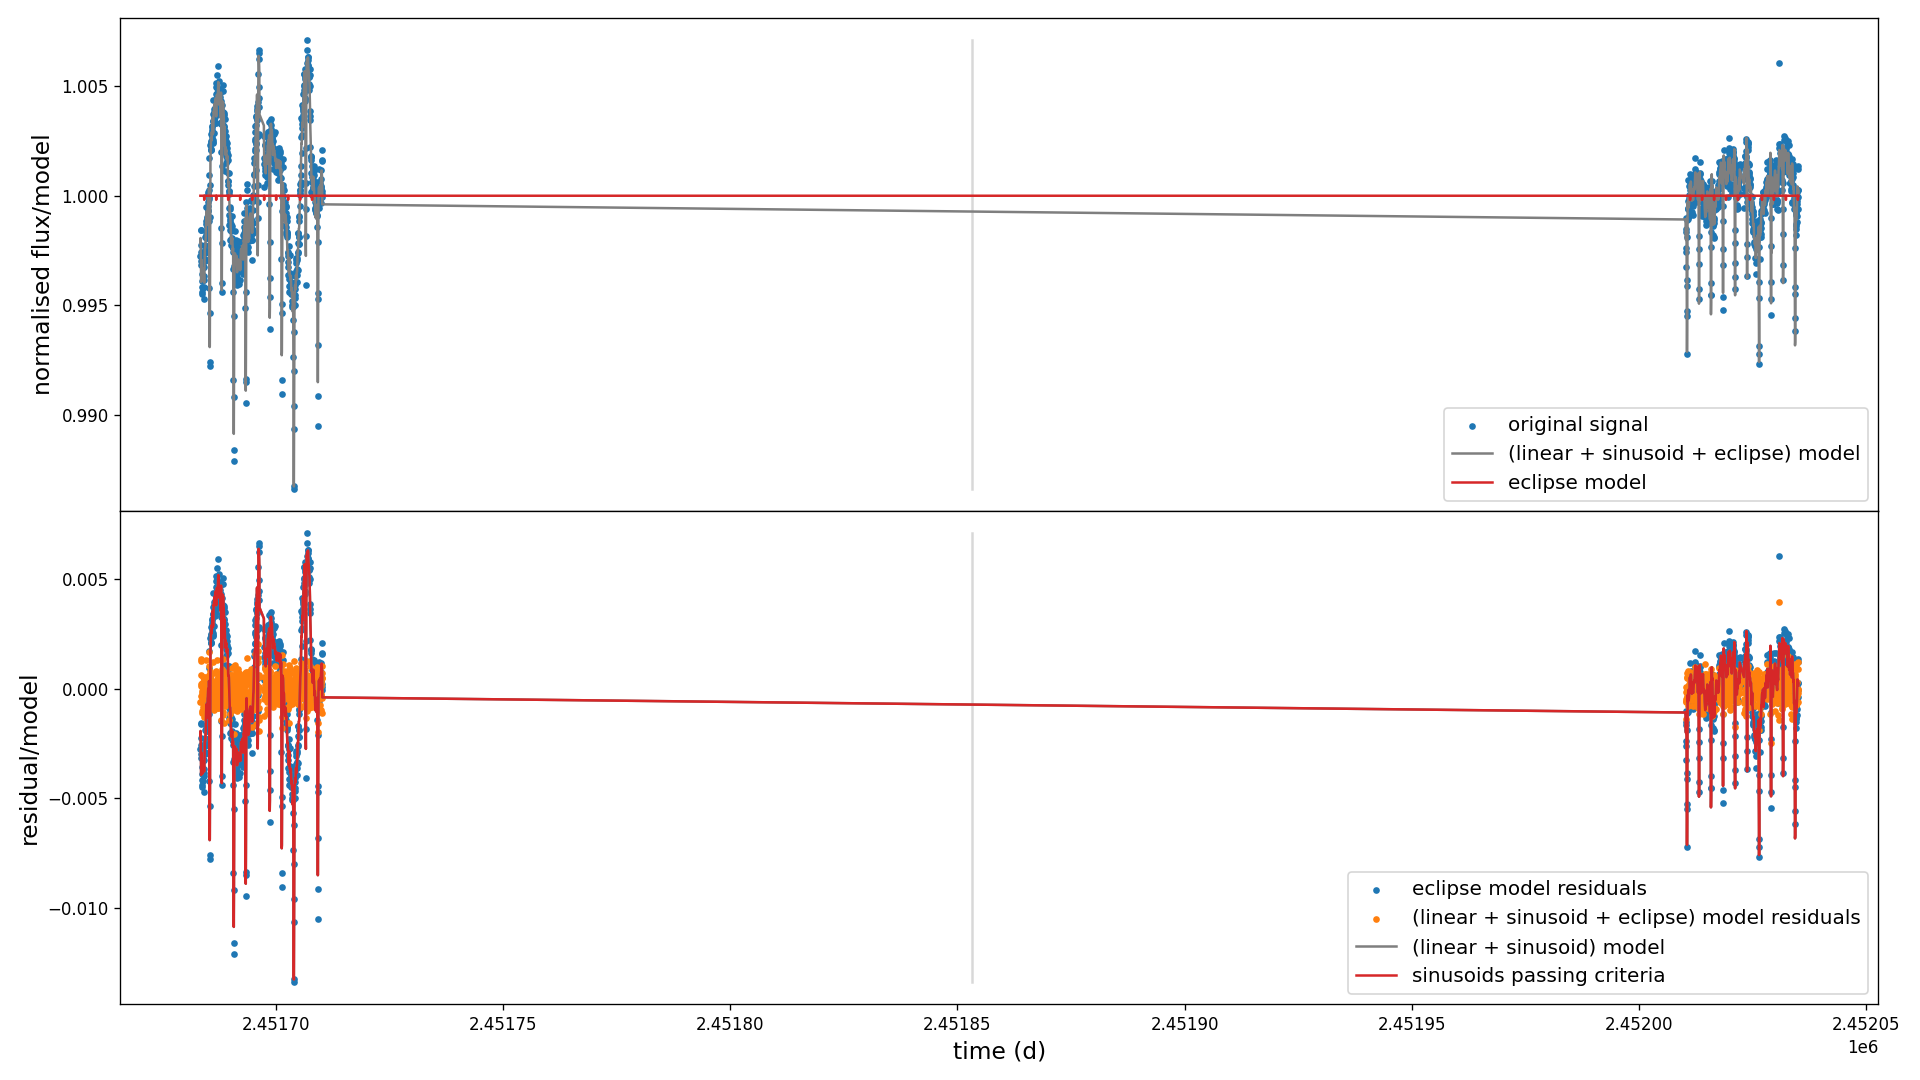 1.005
1.000
0.995
0.990
normalised flux/model
original signal
(linear + sinusoid + eclipse) model
eclipse model
0.005
0.000
−0.005
−0.010
residual/model
eclipse model residuals
(linear + sinusoid + eclipse) model residuals
(linear + sinusoid) model
sinusoids passing criteria
2.45170 2.45175 2.45180 2.45185 2.45190 2.45195 2.45200 2.45205
1e6
time (d)